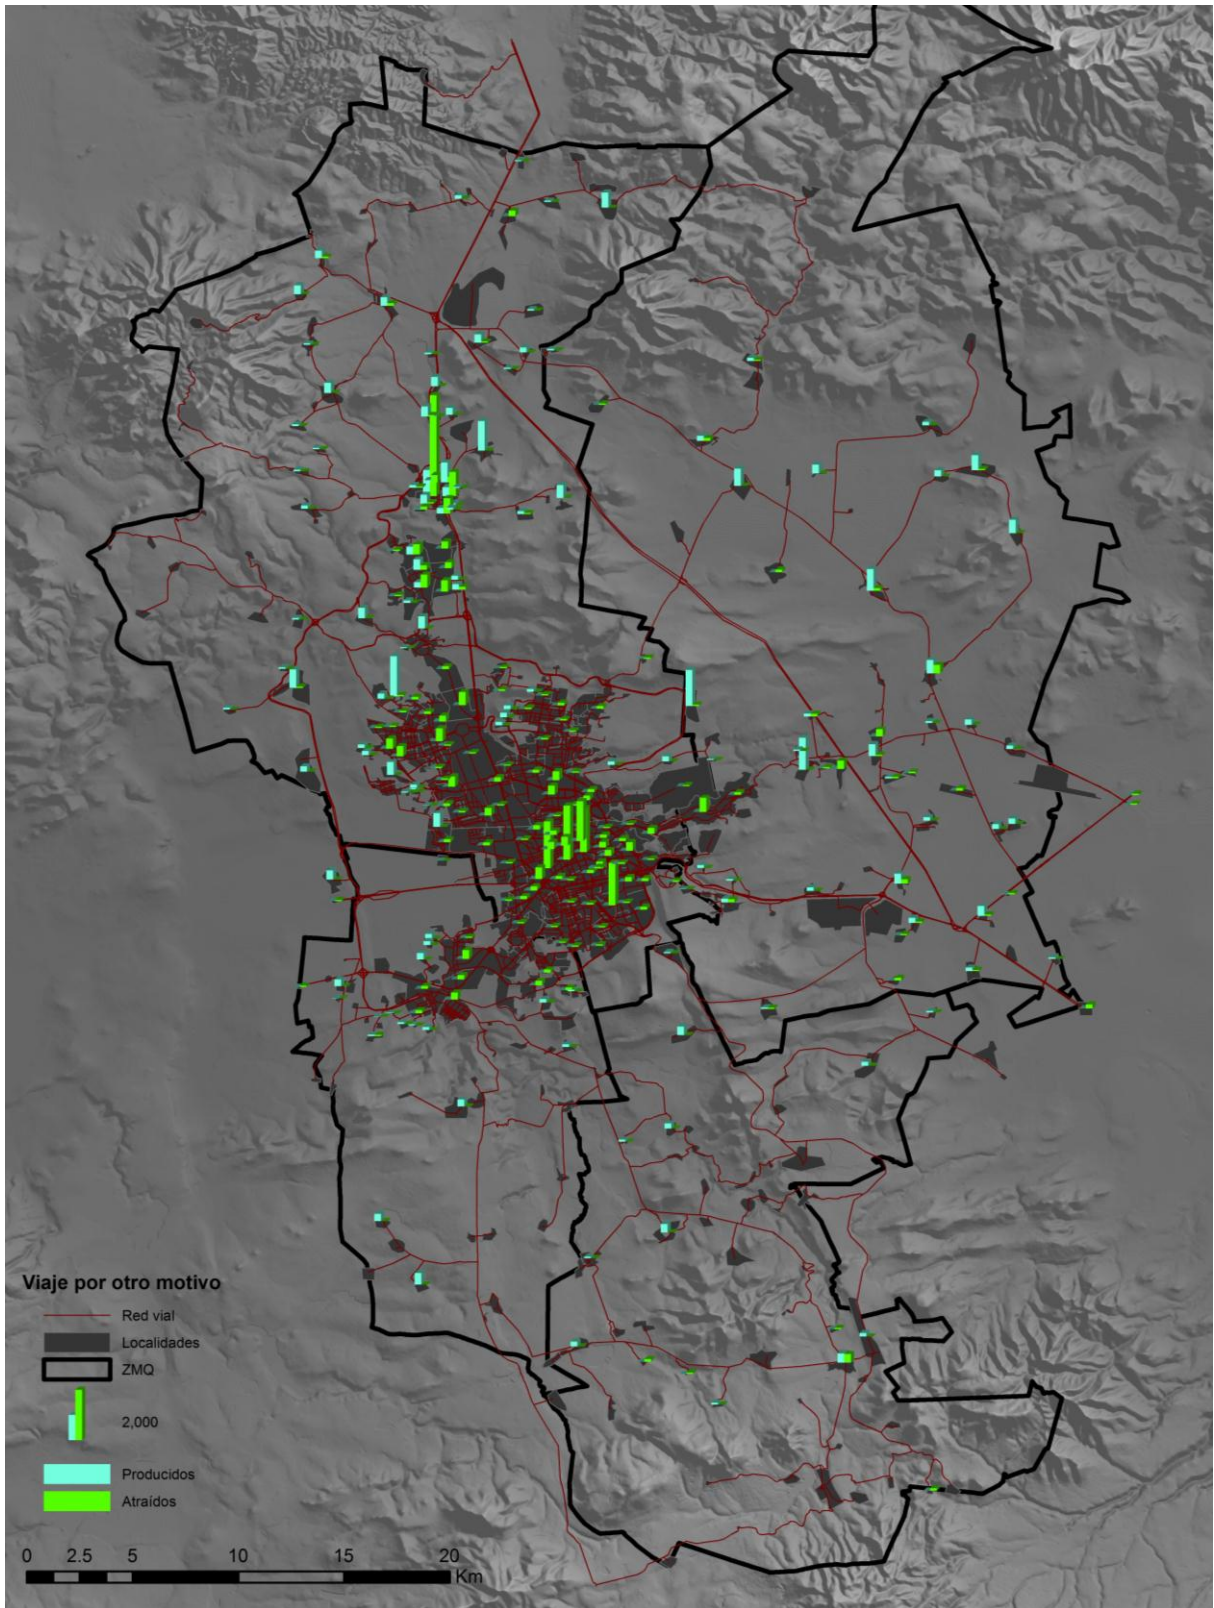 Viaje por otro motivo
Red vial
Localidades
ZMQ
2,000
Producidos
Atraídos
0 2.5 5 10 15 20
Km